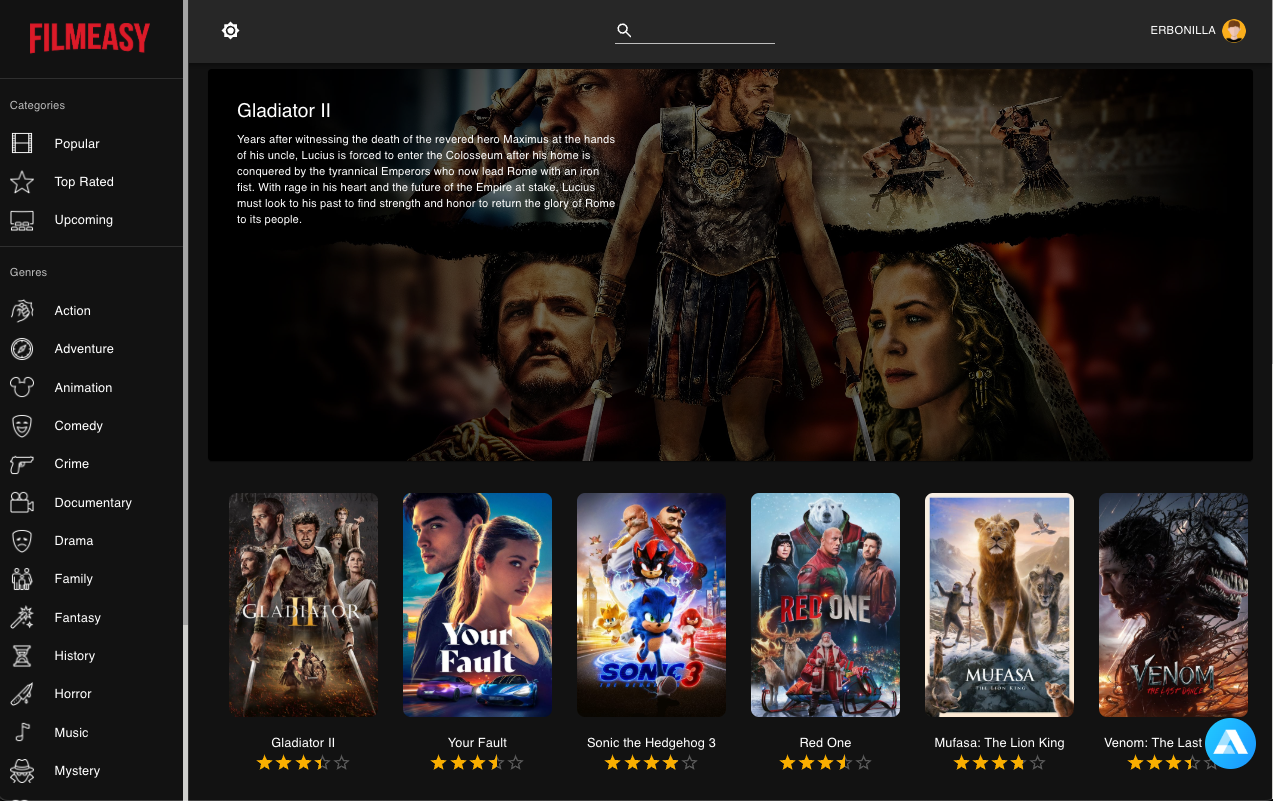 FILMEASY
ERBONILLA
Categories
Popular
Top Rated
Upcoming
Genres
Action
Adventure
Animation
Comedy
Crime
Documentary
Drama
Family
Fantasy
History
Horror
Music
Mystery
Gladiator II
Years after witnessing the death of the revered hero Maximus at the hands
of his uncle, Lucius is forced to enter the Colosseum after his home is
conquered by the tyrannical Emperors who now lead Rome with an iron
fist. With rage in his heart and the future of the Empire at stake, Lucius
must look to his past to find strength and honor to return the glory of Rome
to its people.
GLADIATOR
II
Gladiator II
Your
Fault
Your Fault
SONIC 3
THE HEDGEHOG
Sonic the Hedgehog 3
RED ONE
Red One
MUFASA
THE LION KING
Mufasa: The Lion King
VENOM
THE LAST DANCE
Venom: The Last